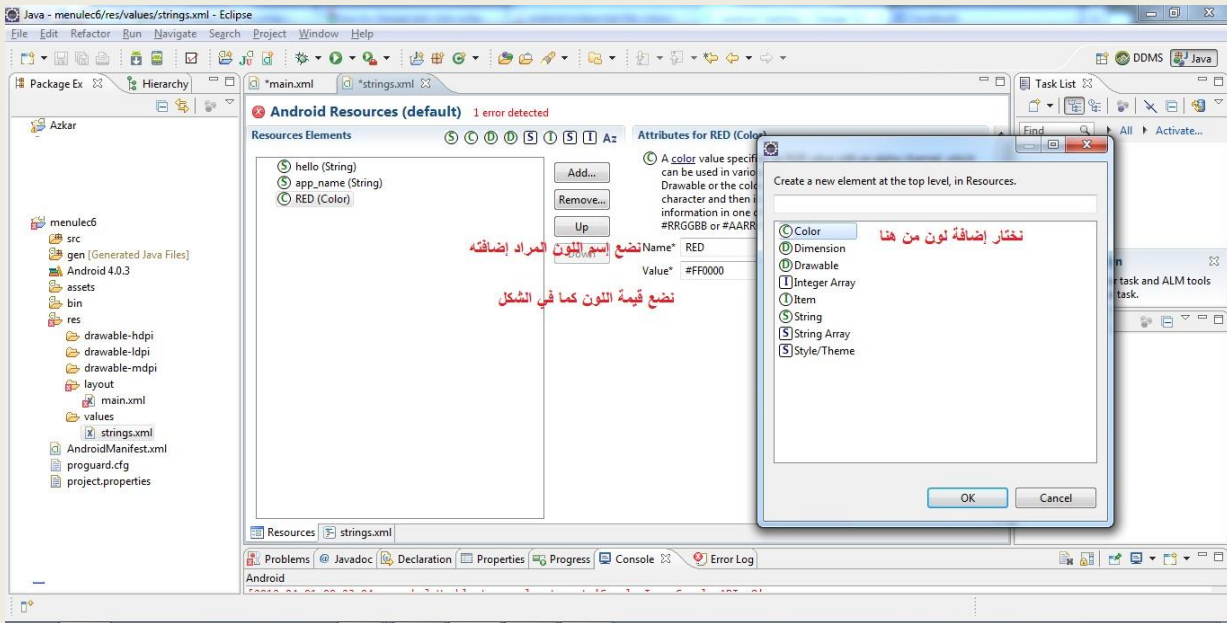 Java - menulec6/res/values/strings.xml - Eclipse
File Edit Refactor Run Navigate Search Project Window Help
DDMS Java
Package Ex Hierarchy
*main.xml *strings.xml
Task List
Azkar
menulec6
src
gen [Generated Java Files]
Android 4.0.3
assets
bin
res
drawable-hdpi
drawable-ldpi
drawable-mdpi
layout
main.xml
values
strings.xml
AndroidManifest.xml
proguard.cfg
project.properties
Android Resources (default) 1 error detected
Resources Elements
S C D D S I S I Az
S hello (String)
S app_name (String)
C RED (Color)
Add...
Remove...
Up
Down
Attributes for RED (Color)
C A color value specifi
can be used in vario
Drawable or the colo
character and then i
information in one o
#RRGGBB or #AARR
Name* RED
نضع إسم اللون المراد إضافته
Value* #FF0000
نضع قيمة اللون كما في الشكل
Find All Activate...
Create a new element at the top level, in Resources.
C Color
نختار إضافة لون من هنا
D Dimension
D Drawable
I Integer Array
I Item
S String
S String Array
S Style/Theme
OK Cancel
n
r task and ALM tools
task.
Resources strings.xml
Problems @ Javadoc Declaration Properties Progress Console Error Log
Android